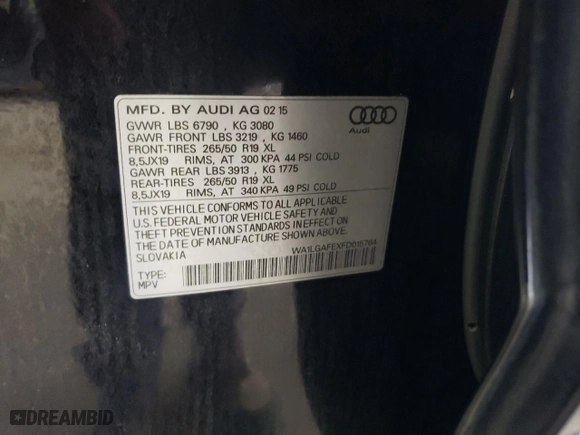 MFD. BY AUDI AG 02 15
GVWR LBS 6790 , KG 3080
GAWR FRONT LBS 3219 , KG 1460
FRONT-TIRES 265/50 R19 XL
8,5JX19 RIMS, AT 300 KPA 44 PSI COLD
GAWR REAR LBS 3913 , KG 1775
REAR-TIRES 265/50 R19 XL
8,5JX19 RIMS, AT 340 KPA 49 PSI COLD
Audi
THIS VEHICLE CONFORMS TO ALL APPLICABLE
U.S. FEDERAL MOTOR VEHICLE SAFETY AND
THEFT PREVENTION STANDARDS IN EFFECT ON
THE DATE OF MANUFACTURE SHOWN ABOVE.
SLOVAKIA WA1LGAFEXFD015764
TYPE:
MPV
DREAMBID